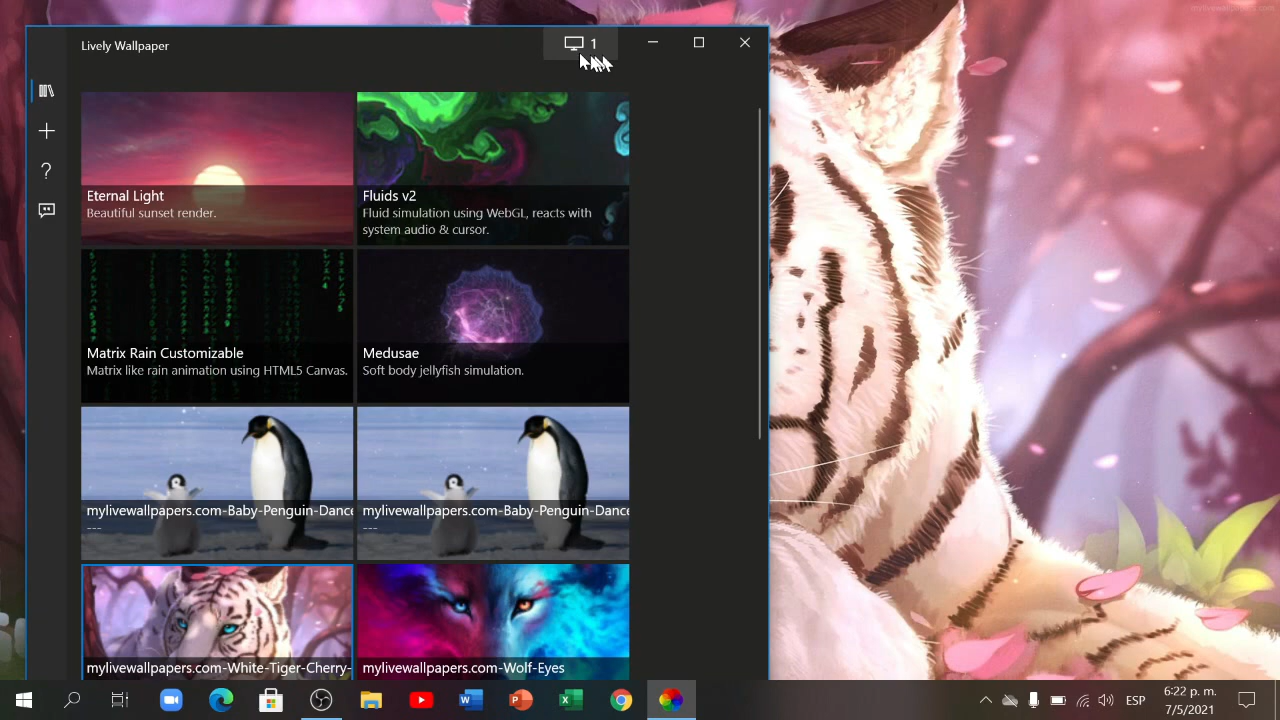 mylivewallpapers.com
Lively Wallpaper
1
Eternal Light
Beautiful sunset render.
Fluids v2
Fluid simulation using WebGL, reacts with
system audio & cursor.
Matrix Rain Customizable
Matrix like rain animation using HTML5 Canvas.
Medusae
Soft body jellyfish simulation.
mylivewallpapers.com-Baby-Penguin-Dance
---
mylivewallpapers.com-Baby-Penguin-Dance
---
mylivewallpapers.com-White-Tiger-Cherry-
mylivewallpapers.com-Wolf-Eyes
ESP
6:22 p. m.
7/5/2021